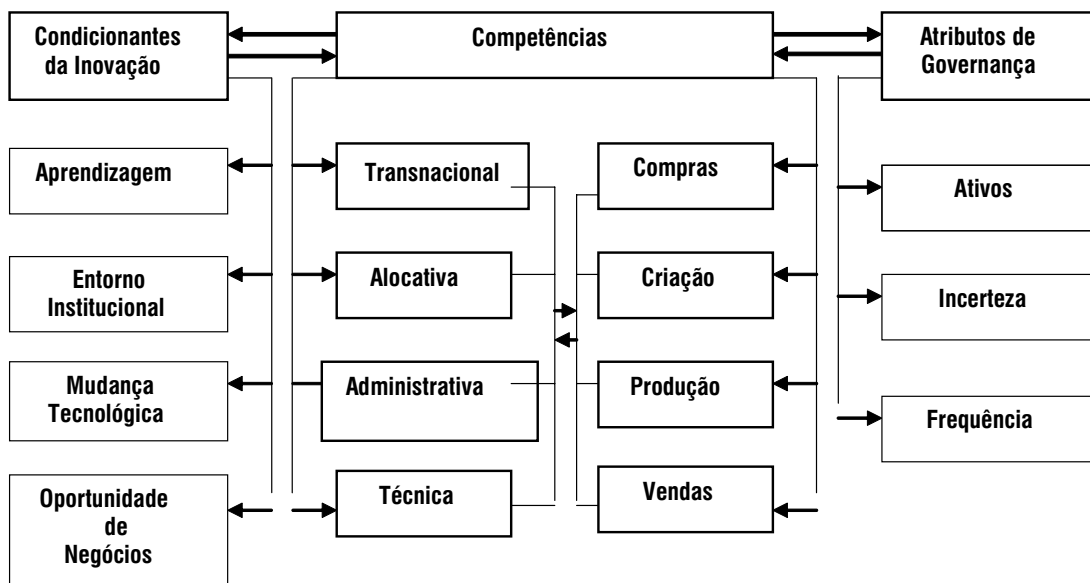 Condicionantes
da Inovação
Competências
Atributos de
Governança
Aprendizagem
Transnacional
Compras
Ativos
Entorno
Institucional
Alocativa
Criação
Incerteza
Mudança
Tecnológica
Administrativa
Produção
Frequência
Oportunidade
de
Negócios
Técnica
Vendas